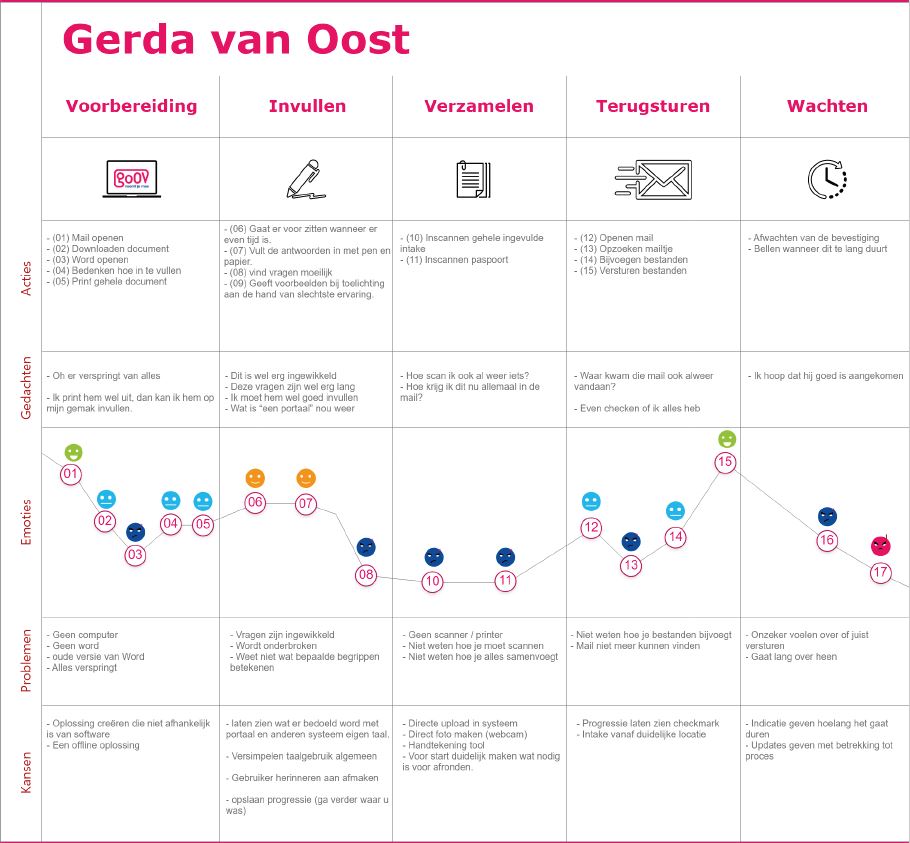 Gerda van Oost
Voorbereiding
Invullen
Verzamelen
Terugsturen
Wachten
goov
Acties
- (01) Mail openen
- (02) Downloaden document
- (03) Word openen
- (04) Bedenken hoe in te vullen
- (05) Print gehele document
- (06) Gaat er voor zitten wanneer er
even tijd is.
- (07) Vult de antwoorden in met pen en
papier.
- (08) vind vragen moeilijk
- (09) Geeft voorbeelden bij toelichting
aan de hand van slechtste ervaring.
- (10) Inscannen gehele ingevulde
intake
- (11) Inscannen paspoort
- (12) Openen mail
- (13) Opzoeken mailtje
- (14) Bijvoegen bestanden
- (15) Versturen bestanden
- Afwachten van de bevestiging
- Bellen wanneer dit te lang duurt
Gedachten
- Oh er verspringt van alles
- Ik print hem wel uit, dan kan ik hem op
mijn gemak invullen.
- Dit is wel erg ingewikkeld
- Deze vragen zijn wel erg lang
- Ik moet hem wel goed invullen
- Wat is “een portaal” nou weer
- Hoe scan ik ook al weer iets?
- Hoe krijg ik dit nu allemaal in de
mail?
- Waar kwam die mail ook alweer
vandaan?
- Even checken of ik alles heb
- Ik hoop dat hij goed is aangekomen
Emoties
01
02
03
04
05
06
07
08
10
11
12
13
14
15
16
17
Problemen
- Geen computer
- Geen word
- oude versie van Word
- Alles verspringt
- Vragen zijn ingewikkeld
- Wordt onderbroken
- Weet niet wat bepaalde begrippen
betekenen
- Geen scanner / printer
- Niet weten hoe je moet scannen
- Niet weten hoe je alles samenvoegt
- Niet weten hoe je bestanden bijvoegt
- Mail niet meer kunnen vinden
- Onzeker voelen over of juist
versturen
- Gaat lang over heen
Kansen
- Oplossing creëren die niet afhankelijk
is van software
- Een offline oplossing
- laten zien wat er bedoeld word met
portaal en anderen systeem eigen taal.
- Versimpelen taalgebruik algemeen
- Gebruiker herinneren aan afmaken
- opslaan progressie (ga verder waar u
was)
- Directe upload in systeem
- Direct foto maken (webcam)
- Handtekening tool
- Voor start duidelijk maken wat nodig
is voor afronden.
- Progressie laten zien checkmark
- Intake vanaf duidelijke locatie
- Indicatie geven hoelang het gaat
duren
- Updates geven met betrekking tot
proces